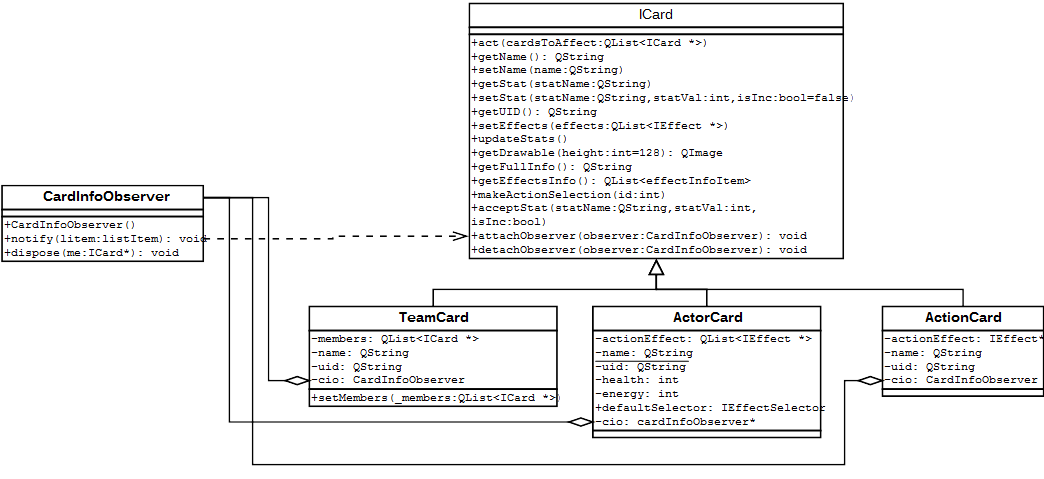 ICard
+act(cardsToAffect:QList<ICard *>)
+getName(): QString
+setName(name:QString)
+getStat(statName:QString)
+setStat(statName:QString,statVal:int,isInc:bool=false)
+getUID(): QString
+setEffects(effects:QList<IEffect *>)
+updateStats()
+getDrawable(height:int=128): QImage
+getFullInfo(): QString
+getEffectsInfo(): QList<effectInfoItem>
+makeActionSelection(id:int)
+acceptStat(statName:QString,statVal:int,
isInc:bool)
+attachObserver(observer:CardInfoObserver): void
+detachObserver(observer:CardInfoObserver): void
CardInfoObserver
+CardInfoObserver()
+notify(litem:listItem): void
+dispose(me:ICard*): void
TeamCard
-members: QList<ICard *>
-name: QString
-uid: QString
-cio: CardInfoObserver
+setMembers(_members:QList<ICard *>)
ActorCard
-actionEffect: QList<IEffect *>
-name: QString
-uid: QString
-health: int
-energy: int
+defaultSelector: IEffectSelector
-cio: cardInfoObserver*
ActionCard
-actionEffect: IEffect*
-name: QString
-uid: QString
-cio: CardInfoObserver